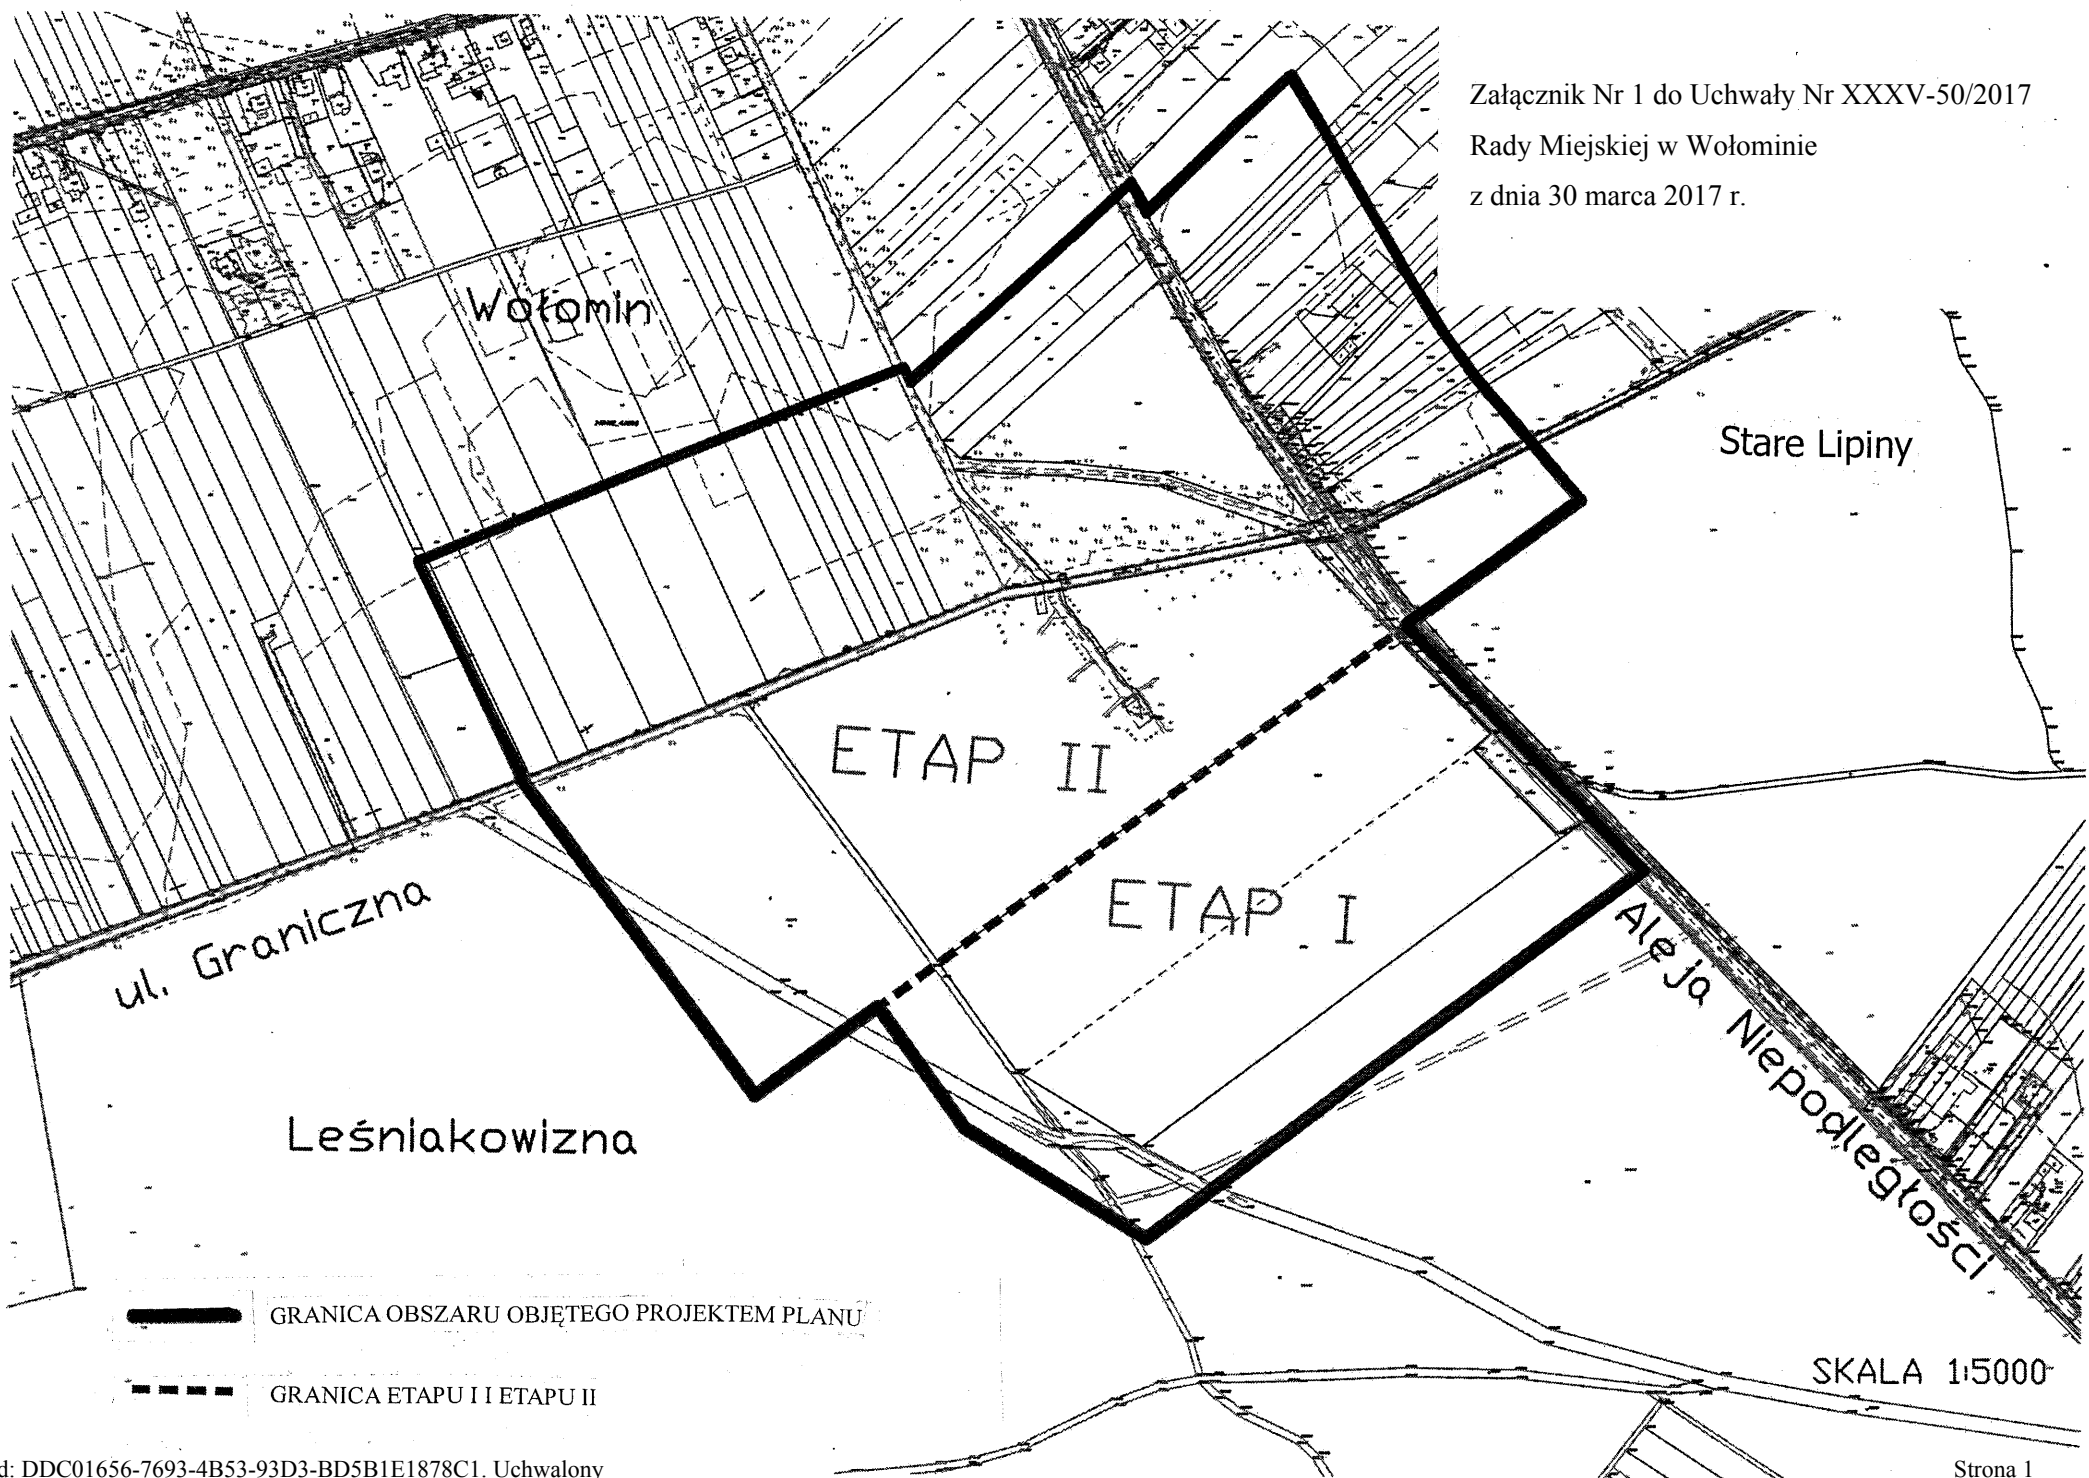 Załącznik Nr 1 do Uchwały Nr XXXV-50/2017
Rady Miejskiej w Wołominie
z dnia 30 marca 2017 r.
Wołomin
Stare Lipiny
ETAP II
ETAP I
ul. Graniczna
Aleja Niepodległości
Leśniakowizna
GRANICA OBSZARU OBJĘTEGO PROJEKTEM PLANU
GRANICA ETAPU I I ETAPU II
SKALA 1:5000
d: DDC01656-7693-4B53-93D3-BD5B1E1878C1. Uchwalony
Strona 1